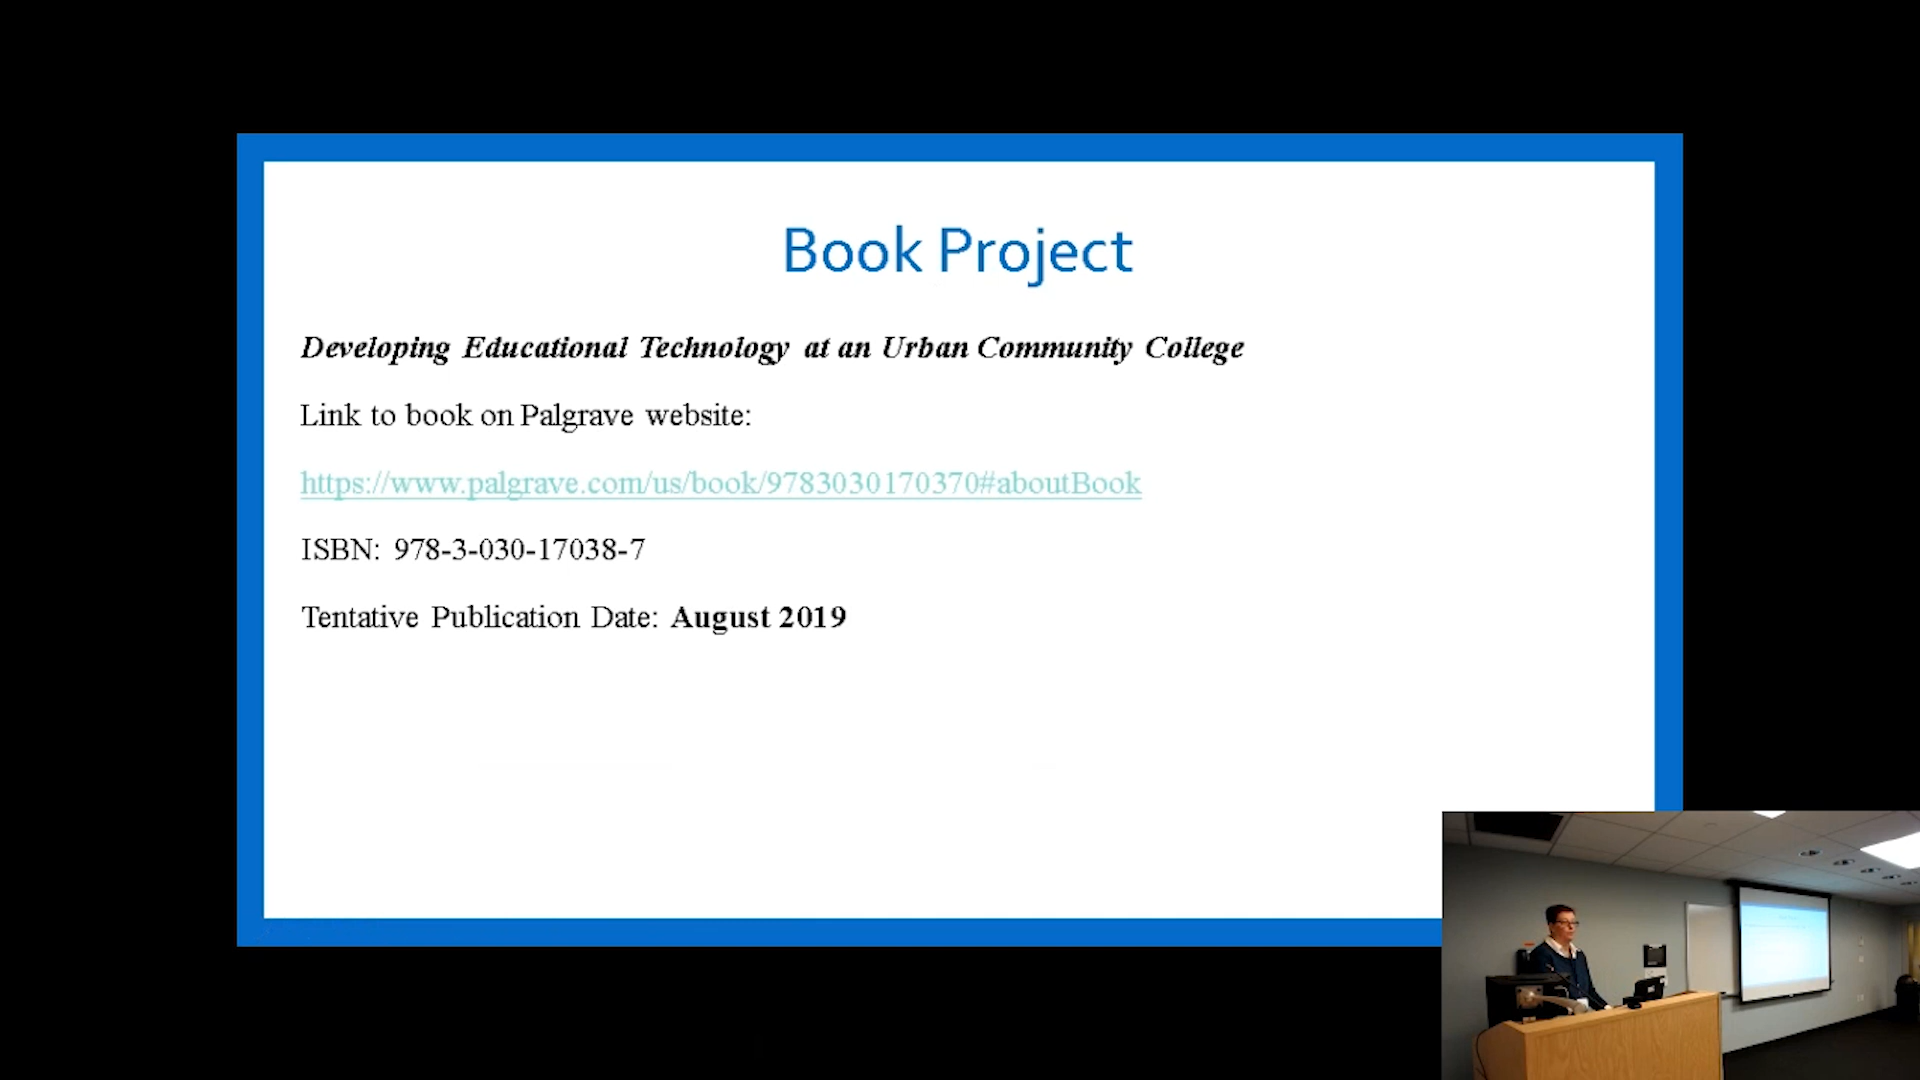 Book Project
Developing Educational Technology at an Urban Community College
Link to book on Palgrave website:
https://www.palgrave.com/us/book/9783030170370#aboutBook
ISBN: 978-3-030-17038-7
Tentative Publication Date: August 2019